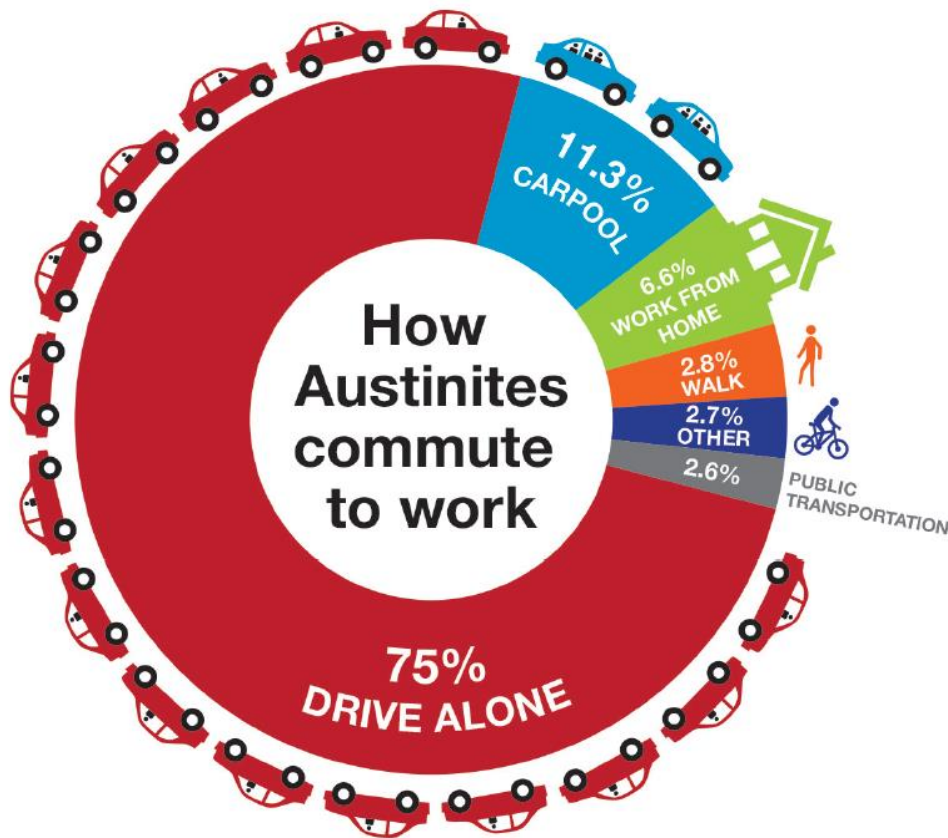 How
Austinites
commute
to work
11.3%
CARPOOL
6.6%
WORK FROM
HOME
2.8%
WALK
2.7%
OTHER
2.6%
PUBLIC
TRANSPORTATION
75%
DRIVE ALONE